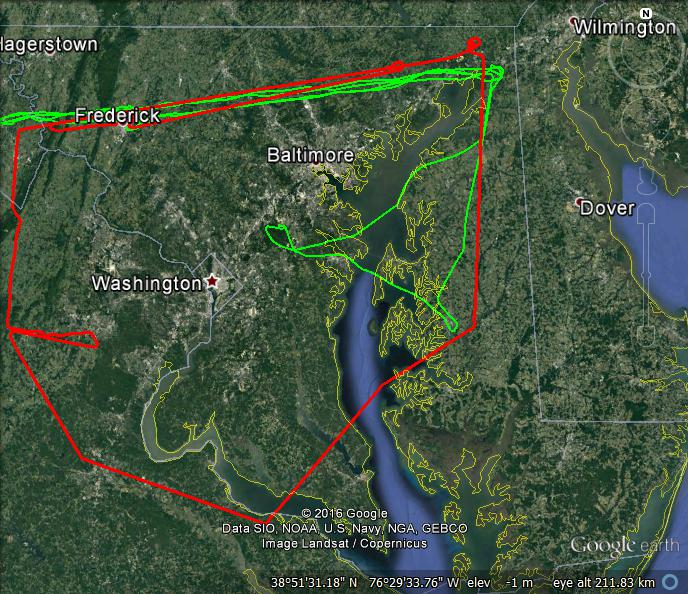 N
Wilmington
Hagerstown
Frederick
Baltimore
Dover
Washington
© 2016 Google
Data SIO, NOAA, U.S. Navy, NGA, GEBCO
Image Landsat / Copernicus
Google earth
38°51'31.18" N 76°29'33.76" W elev -1 m eye alt 211.83 km